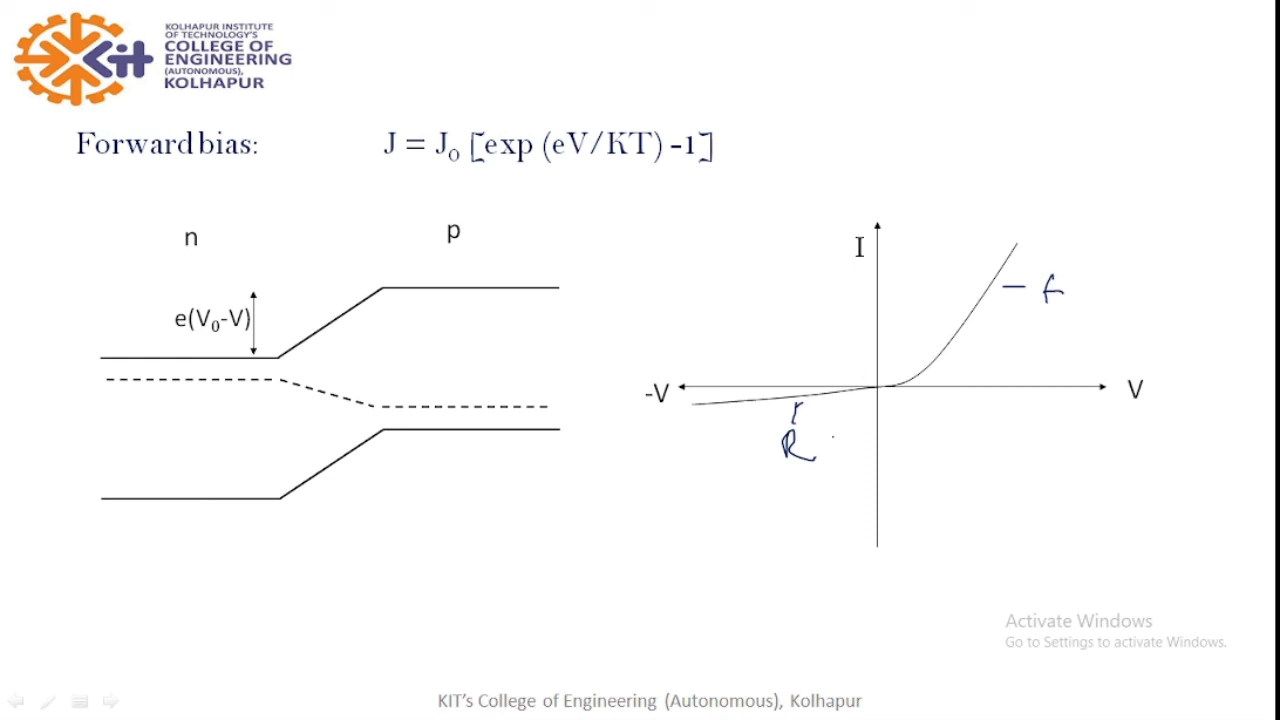 KOLHAPUR INSTITUTE
OF TECHNOLOGY'S
COLLEGE OF
ENGINEERING
(AUTONOMOUS),
KOLHAPUR
Kit
Forward bias: J = J₀ [exp (eV/KT) -1]
n
p
e(V₀-V)
I
f
-V
V
R
Activate Windows
Go to Settings to activate Windows.
KIT's College of Engineering (Autonomous), Kolhapur